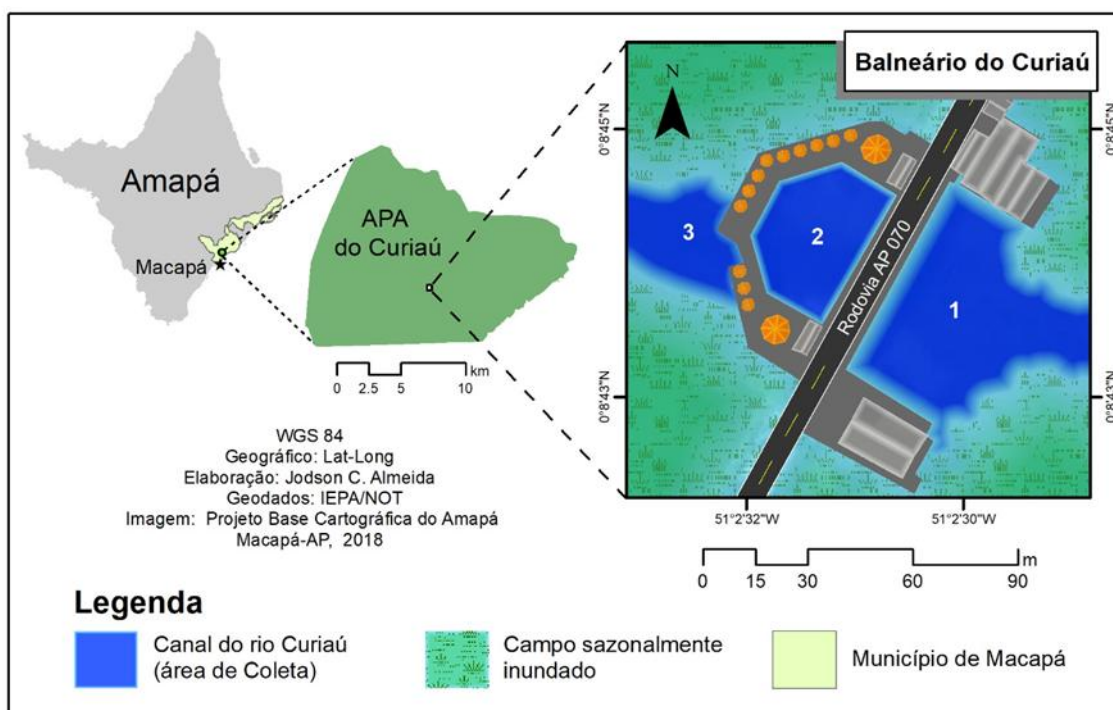 Amapá
Macapá
APA
do Curiaú
0
2.5
5
10
km
WGS 84
Geográfico: Lat-Long
Elaboração: Jodson C. Almeida
Geodados: IEPA/NOT
Imagem: Projeto Base Cartográfica do Amapá
Macapá-AP, 2018
Balneário do Curiaú
N
0°8'45"N
0°8'45"N
3
2
Rodovia AP 070
1
0°8'43"N
0°8'43"N
51°2'32"W
51°2'30"W
m
0
15
30
60
90
Legenda
Canal do rio Curiaú
(área de Coleta)
Campo sazonalmente
inundado
Município de Macapá